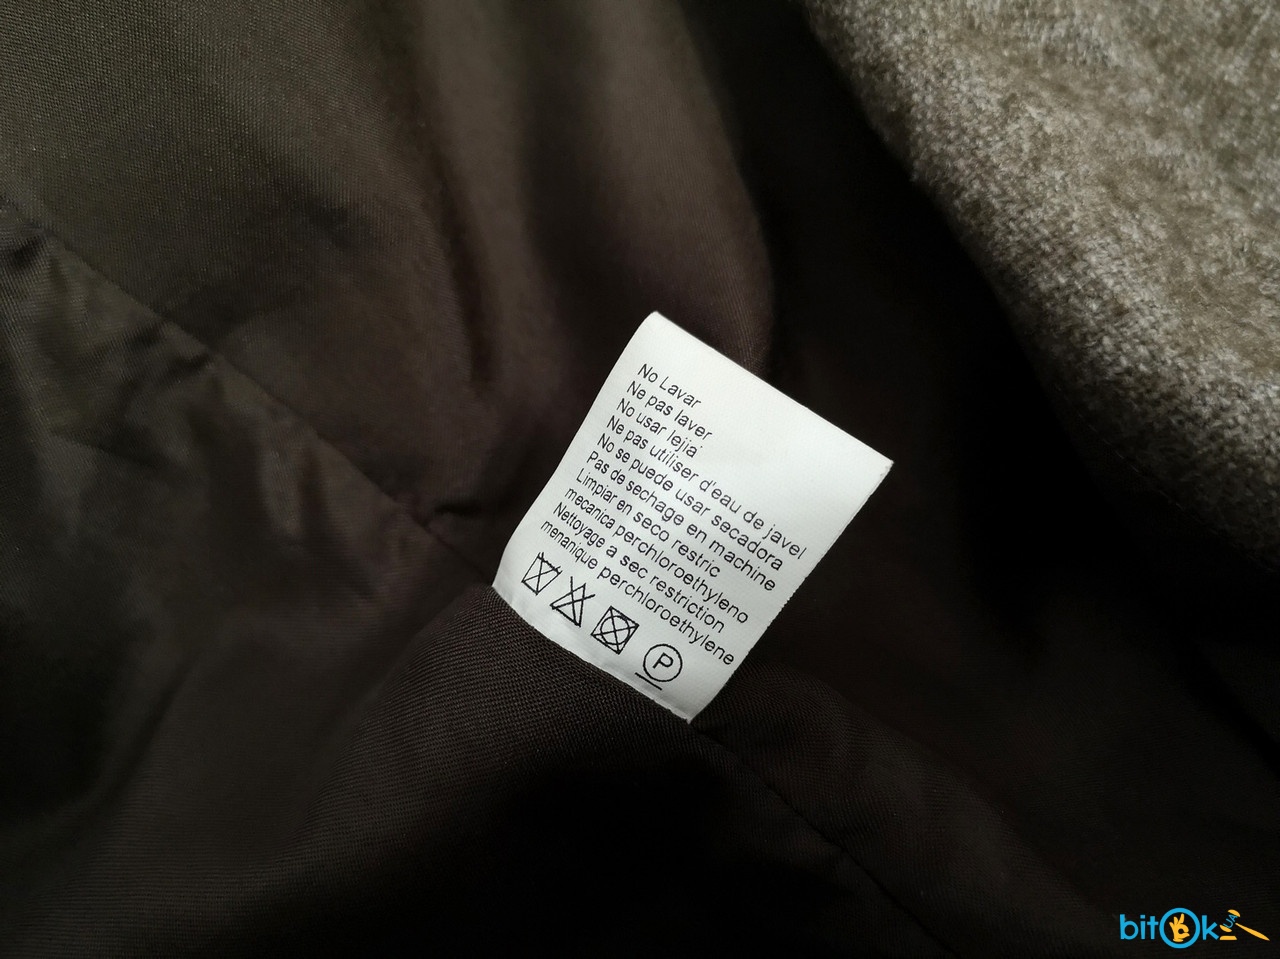 No Lavar
Ne pas laver
No usar lejia
Ne pas utiliser d'eau de javel
No se puede usar secadora
Pas de sechage en machine
Limpiar en seco restric
mecanica perchloroethyleno
Nettoyage a sec restriction
menanique perchloroethylene
P
bitOk UA